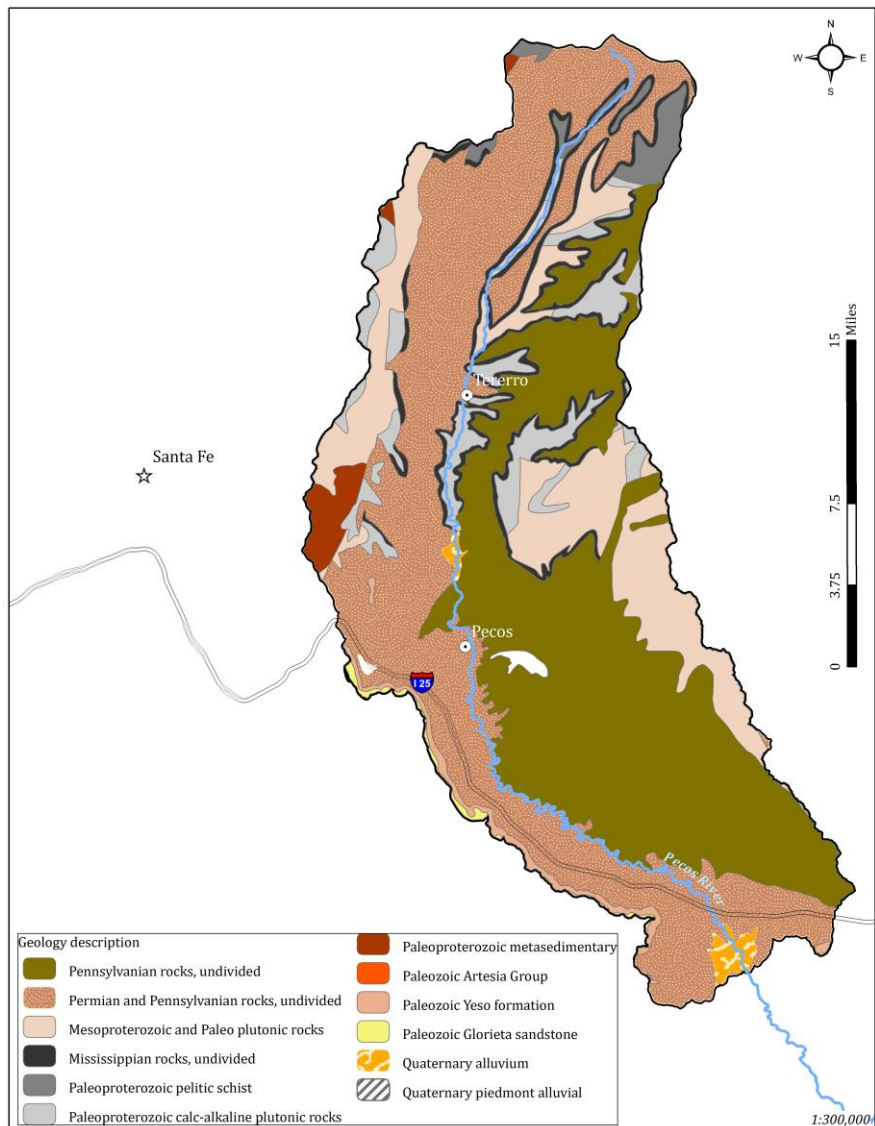 N
W E
S
Miles
15
7.5
3.75
0
Tererro
Santa Fe
Pecos
I 25
Pecos River
Geology description
Pennsylvanian rocks, undivided
Permian and Pennsylvanian rocks, undivided
Mesoproterozoic and Paleo plutonic rocks
Mississippian rocks, undivided
Paleoproterozoic pelitic schist
Paleoproterozoic calc-alkaline plutonic rocks
Paleoproterozoic metasedimentary
Paleozoic Artesia Group
Paleozoic Yeso formation
Paleozoic Glorieta sandstone
Quaternary alluvium
Quaternary piedmont alluvial
1:300,000